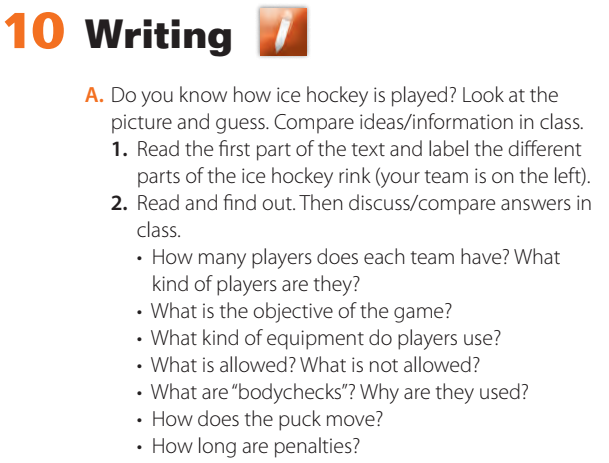 10 Writing
A. Do you know how ice hockey is played? Look at the
picture and guess. Compare ideas/information in class.
1. Read the first part of the text and label the different
parts of the ice hockey rink (your team is on the left).
2. Read and find out. Then discuss/compare answers in
class.
• How many players does each team have? What
kind of players are they?
• What is the objective of the game?
• What kind of equipment do players use?
• What is allowed? What is not allowed?
• What are "bodychecks"? Why are they used?
• How does the puck move?
• How long are penalties?